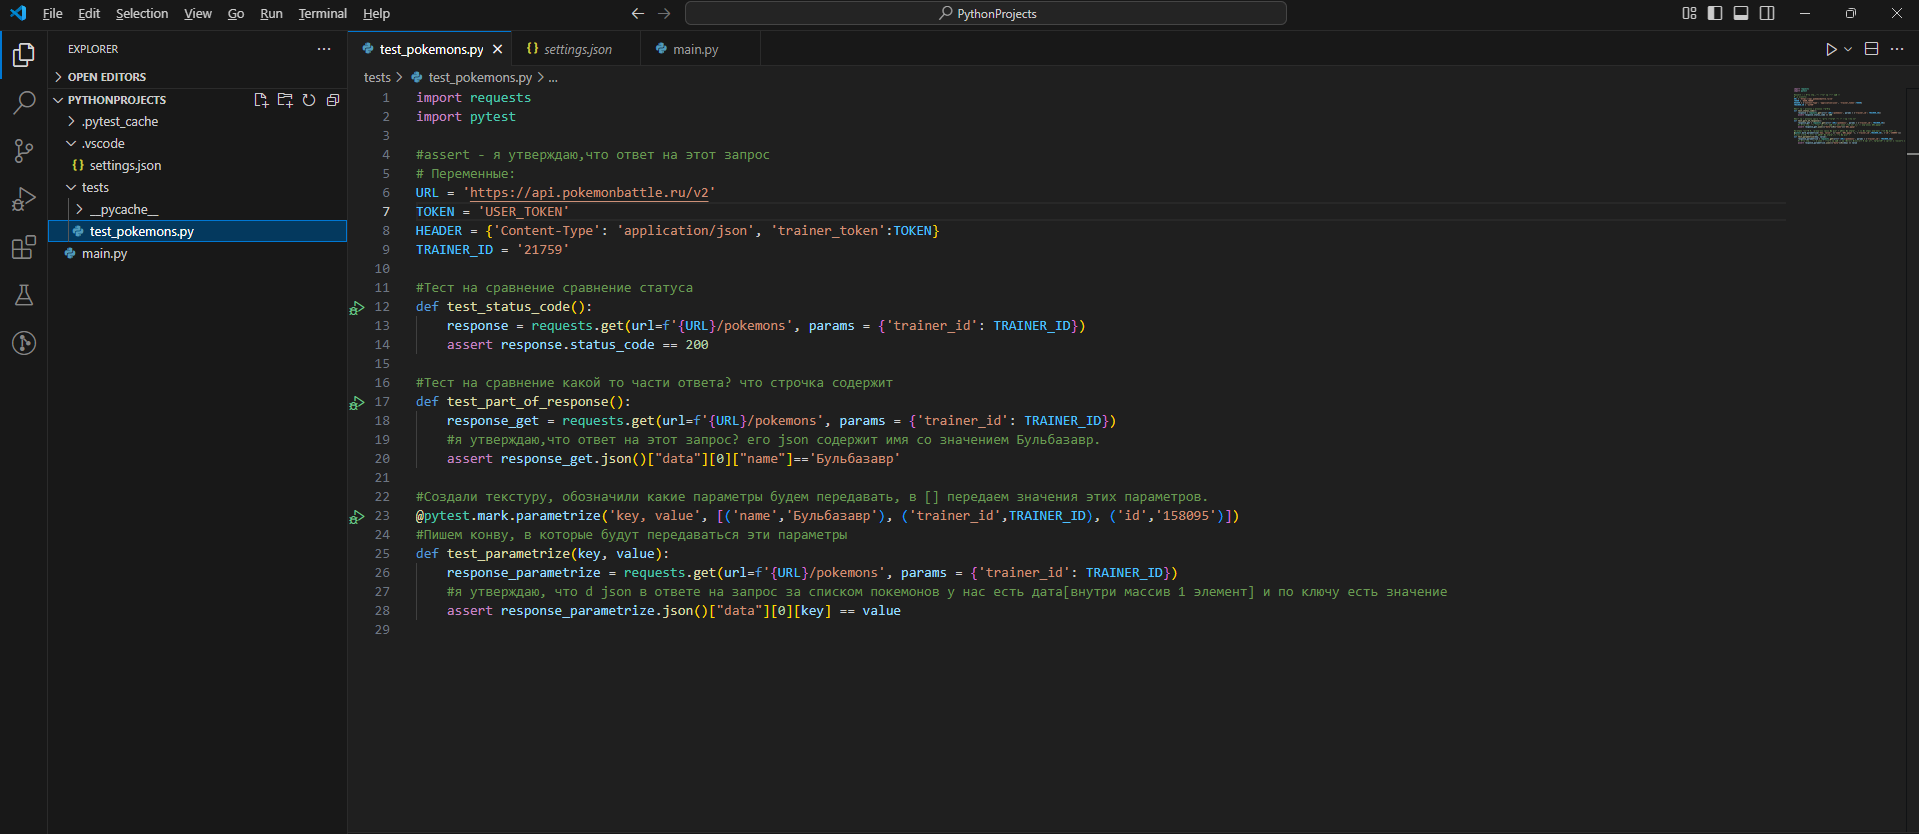 File Edit Selection View Go Run Terminal Help
PythonProjects
EXPLORER
OPEN EDITORS
PYTHONPROJECTS
.pytest_cache
.vscode
{} settings.json
tests
__pycache__
test_pokemons.py
main.py
test_pokemons.py
{} settings.json
main.py
tests > test_pokemons.py > ...
1 import requests
2 import pytest
3
4 #assert - я утверждаю,что ответ на этот запрос
5 # Переменные:
6 URL = 'https://api.pokemonbattle.ru/v2'
7 TOKEN = 'USER_TOKEN'
8 HEADER = {'Content-Type': 'application/json', 'trainer_token':TOKEN}
9 TRAINER_ID = '21759'
10
11 #Тест на сравнение сравнение статуса
12 def test_status_code():
13     response = requests.get(url=f'{URL}/pokemons', params = {'trainer_id': TRAINER_ID})
14     assert response.status_code == 200
15
16 #Тест на сравнение какой то части ответа? что строчка содержит
17 def test_part_of_response():
18     response_get = requests.get(url=f'{URL}/pokemons', params = {'trainer_id': TRAINER_ID})
19     #я утверждаю,что ответ на этот запрос? его json содержит имя со значением Бульбазавр.
20     assert response_get.json()["data"][0]["name"]=='Бульбазавр'
21
22 #Создали текстуру, обозначили какие параметры будем передавать, в [] передаем значения этих параметров.
23 @pytest.mark.parametrize('key, value', [('name','Бульбазавр'), ('trainer_id',TRAINER_ID), ('id','158095')])
24 #Пишем конву, в которые будут передаваться эти параметры
25 def test_parametrize(key, value):
26     response_parametrize = requests.get(url=f'{URL}/pokemons', params = {'trainer_id': TRAINER_ID})
27     #я утверждаю, что d json в ответе на запрос за списком покемонов у нас есть дата[внутри массив 1 элемент] и по ключу есть значение
28     assert response_parametrize.json()["data"][0][key] == value
29